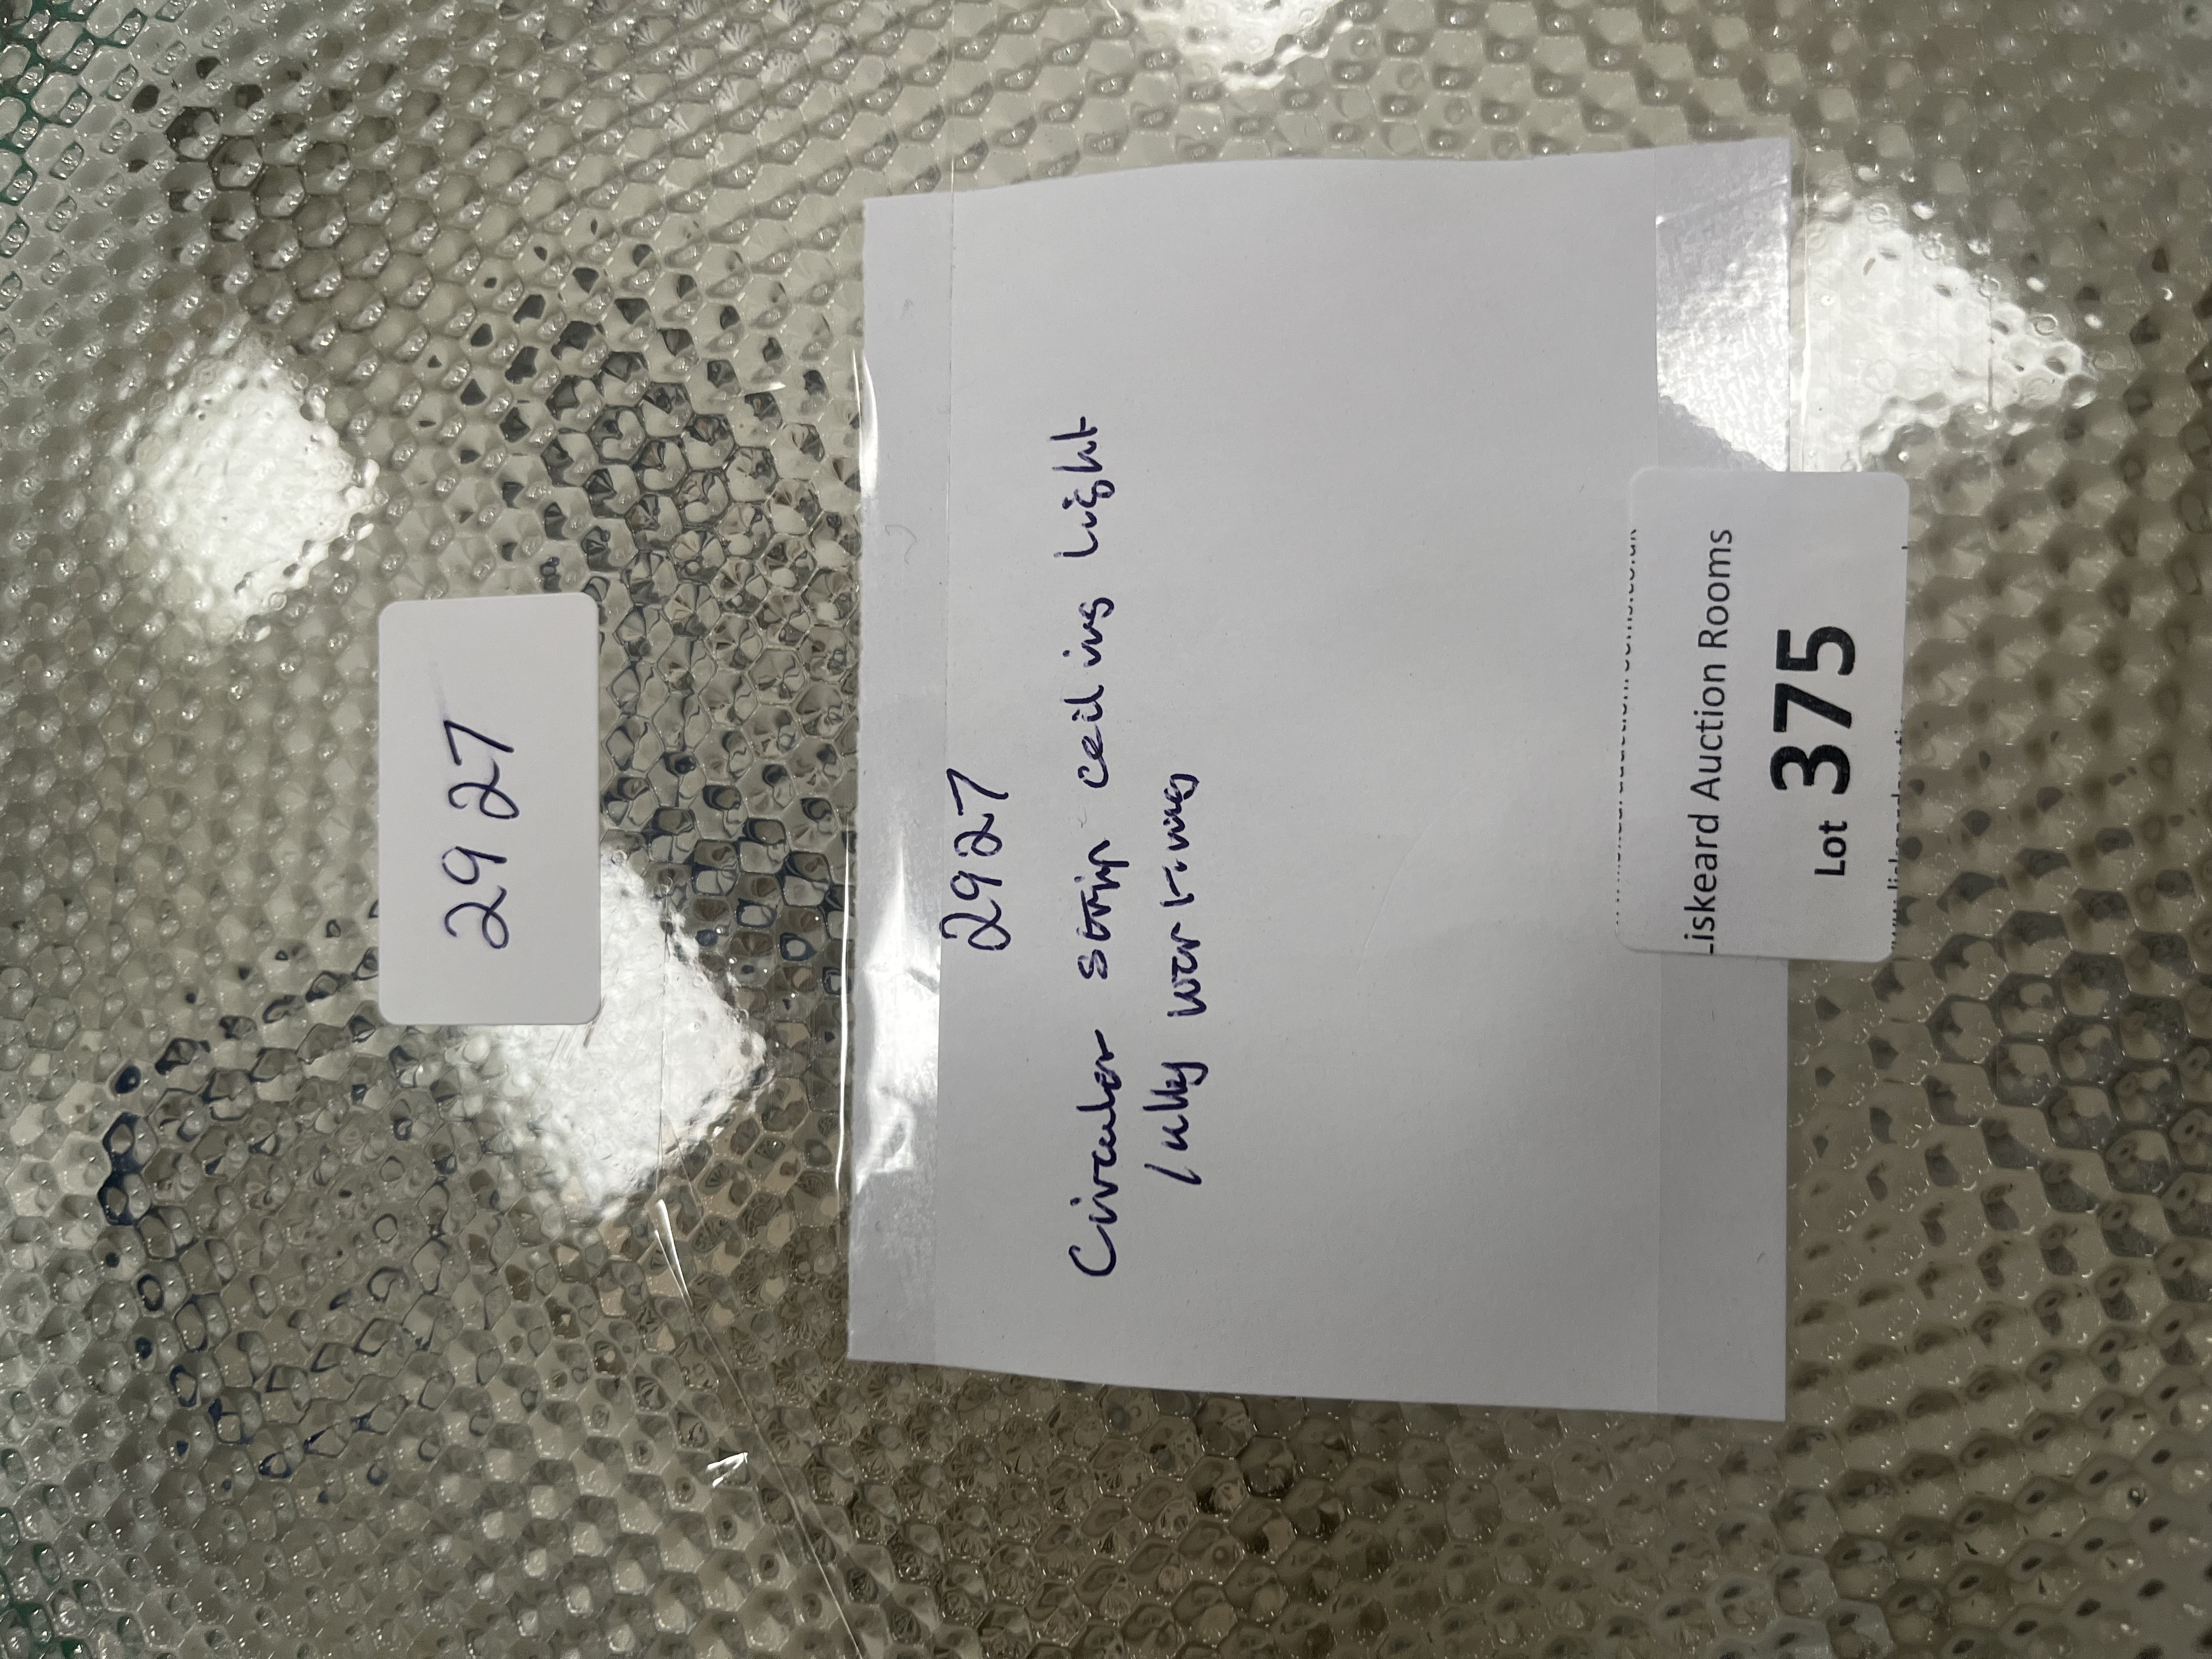 2927
2927
Circular strip ceiling Light
fully working
Liskeard Auction Rooms
Lot 375